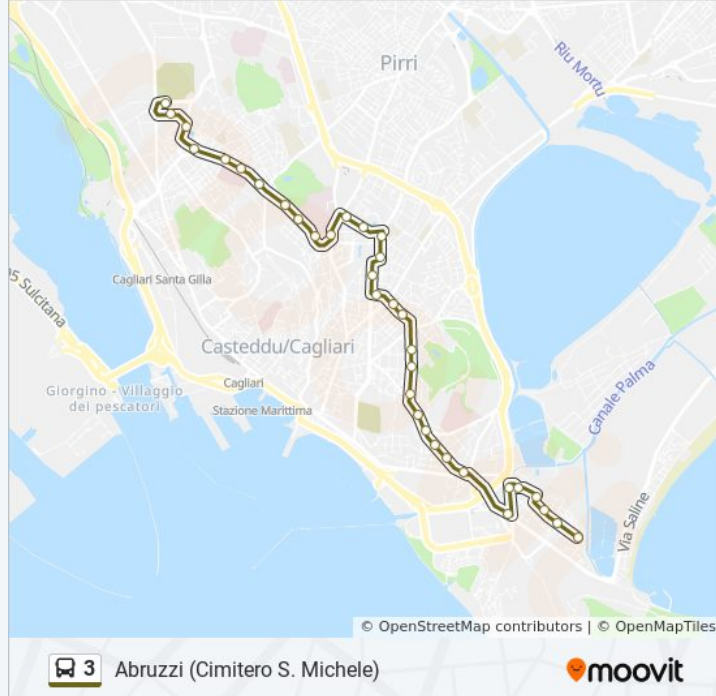 Pirri
Riu Mortu
Cagliari Santa Gilla
Sulcitana
Casteddu/Cagliari
Canale Palma
Giorgino - Villaggio
dei pescatori
Cagliari
Stazione Marittima
Via Saline
© OpenStreetMap contributors | © OpenMapTiles
3 Abruzzi (Cimitero S. Michele)
moovit